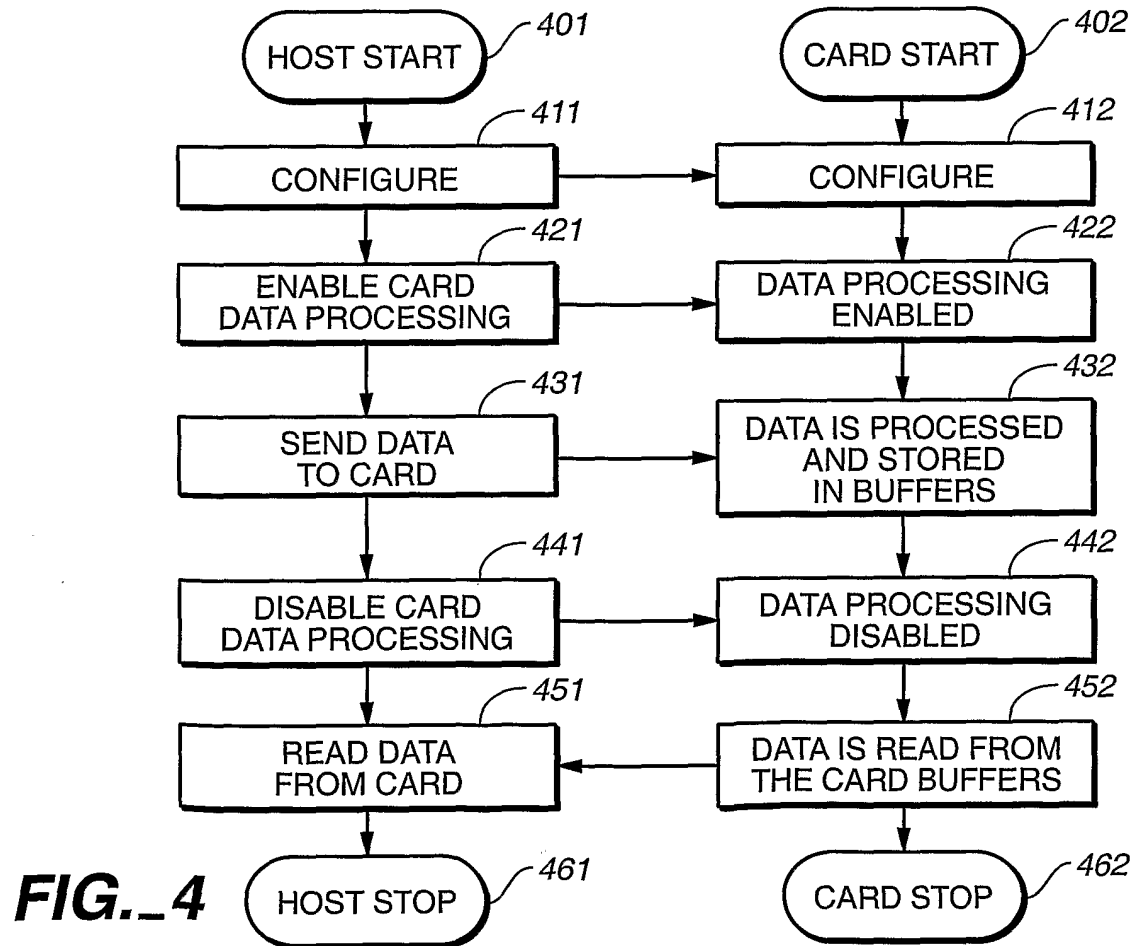 401
HOST START
402
CARD START
411
CONFIGURE
412
CONFIGURE
421
ENABLE CARD
DATA PROCESSING
422
DATA PROCESSING
ENABLED
431
SEND DATA
TO CARD
432
DATA IS PROCESSED
AND STORED
IN BUFFERS
441
DISABLE CARD
DATA PROCESSING
442
DATA PROCESSING
DISABLED
451
READ DATA
FROM CARD
452
DATA IS READ FROM
THE CARD BUFFERS
461
HOST STOP
462
CARD STOP
FIG._4